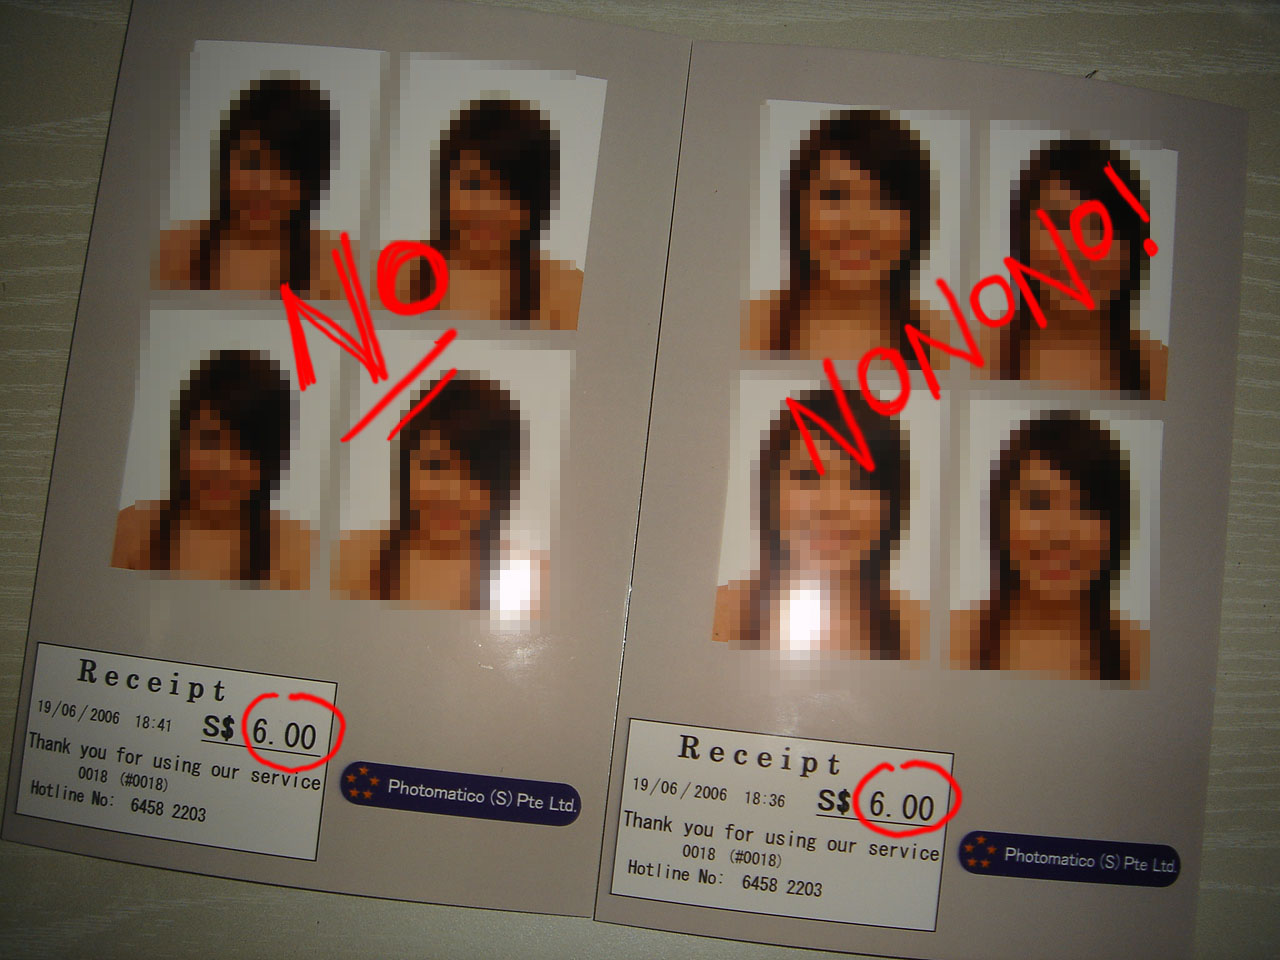 NO
NONONO!
Receipt
19/06/2006 18:41 S$ 6.00
Thank you for using our service
0018 (#0018)
Hotline No: 6458 2203
Photomatico (S) Pte Ltd.
Receipt
19/06/2006 18:36 S$ 6.00
Thank you for using our service
0018 (#0018)
Hotline No: 6458 2203
Photomatico (S) Pte Ltd.